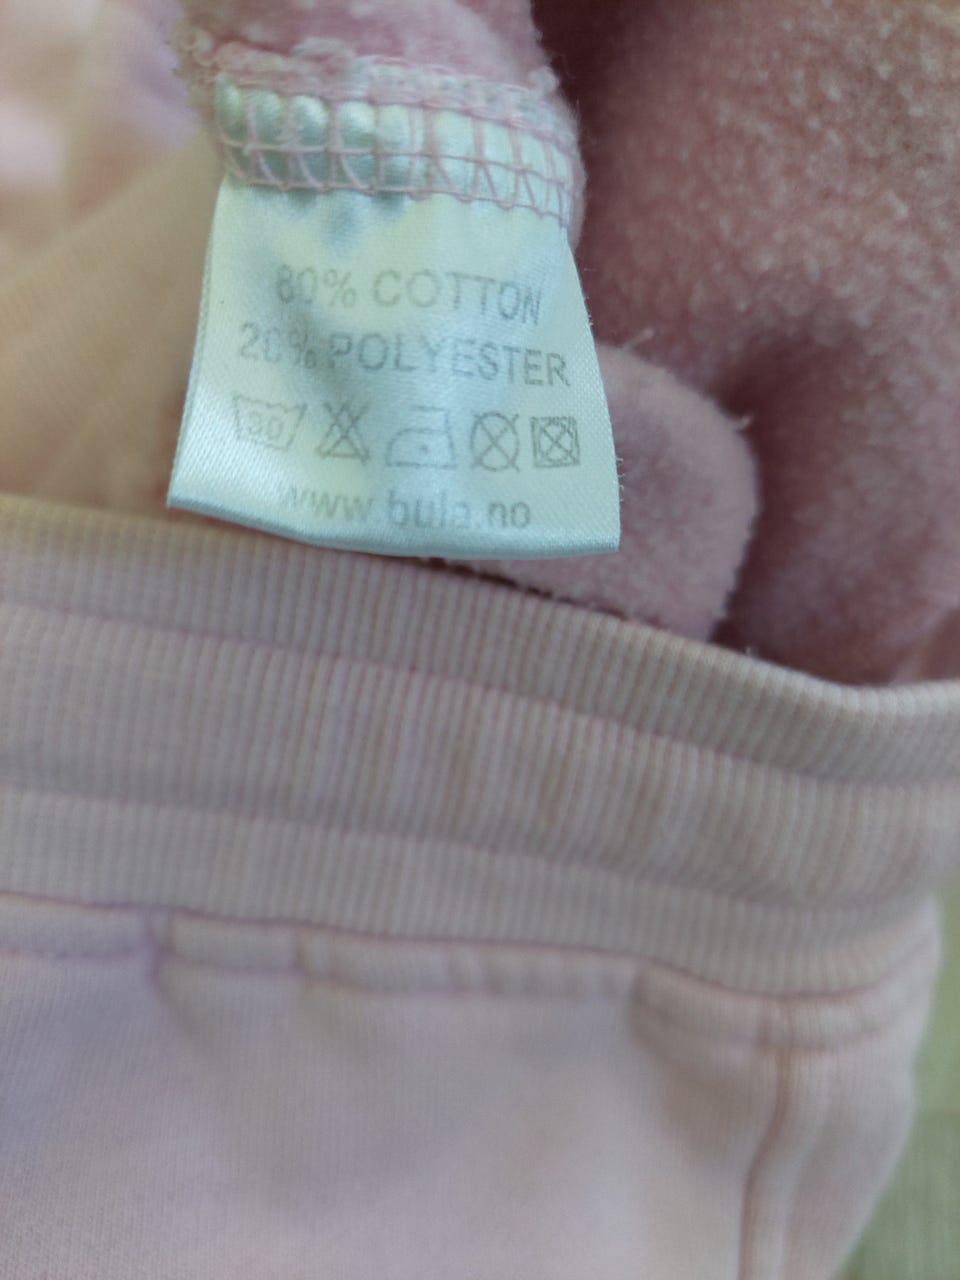 80% COTTON
20% POLYESTER
30
www.bula.no